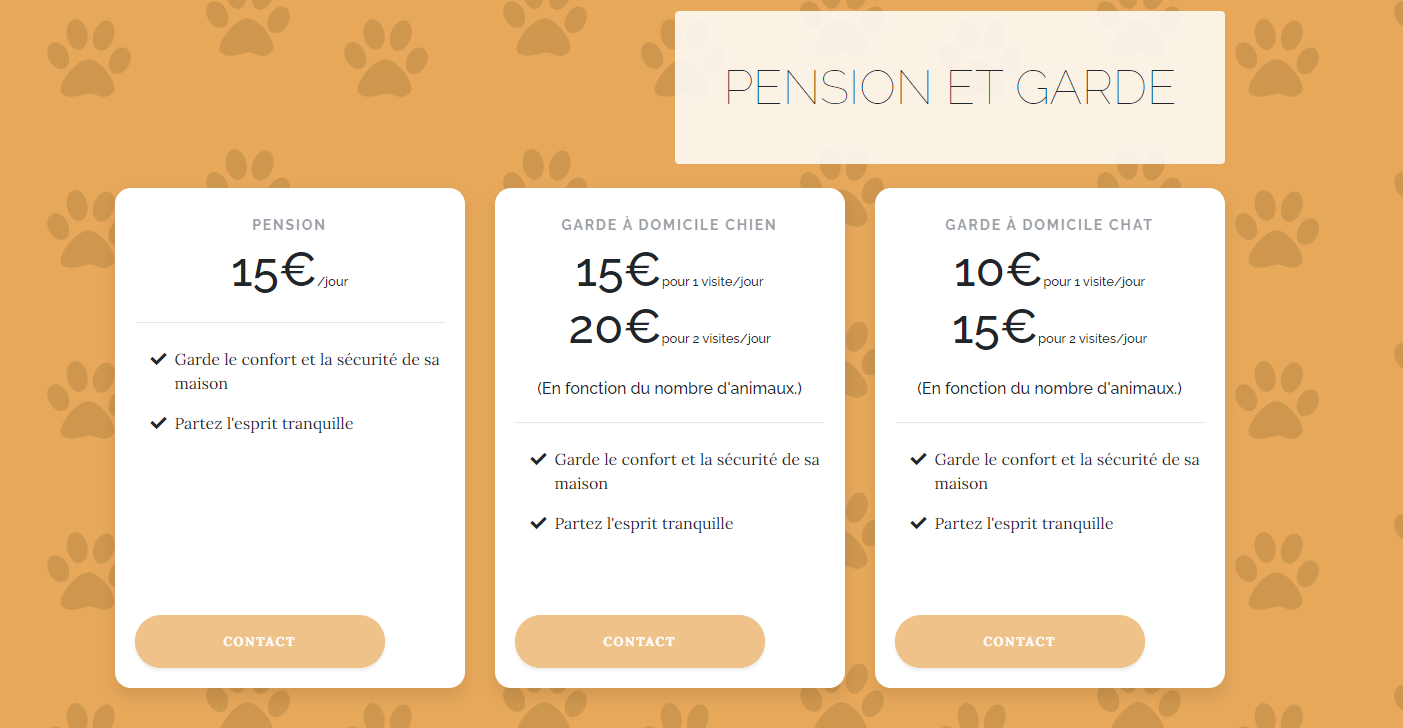 PENSION ET GARDE
PENSION
15€/jour
Garde le confort et la sécurité de sa
maison
Partez l'esprit tranquille
CONTACT
GARDE À DOMICILE CHIEN
15€pour 1 visite/jour
20€pour 2 visites/jour
(En fonction du nombre d'animaux.)
Garde le confort et la sécurité de sa
maison
Partez l'esprit tranquille
CONTACT
GARDE À DOMICILE CHAT
10€pour 1 visite/jour
15€pour 2 visites/jour
(En fonction du nombre d'animaux.)
Garde le confort et la sécurité de sa
maison
Partez l'esprit tranquille
CONTACT